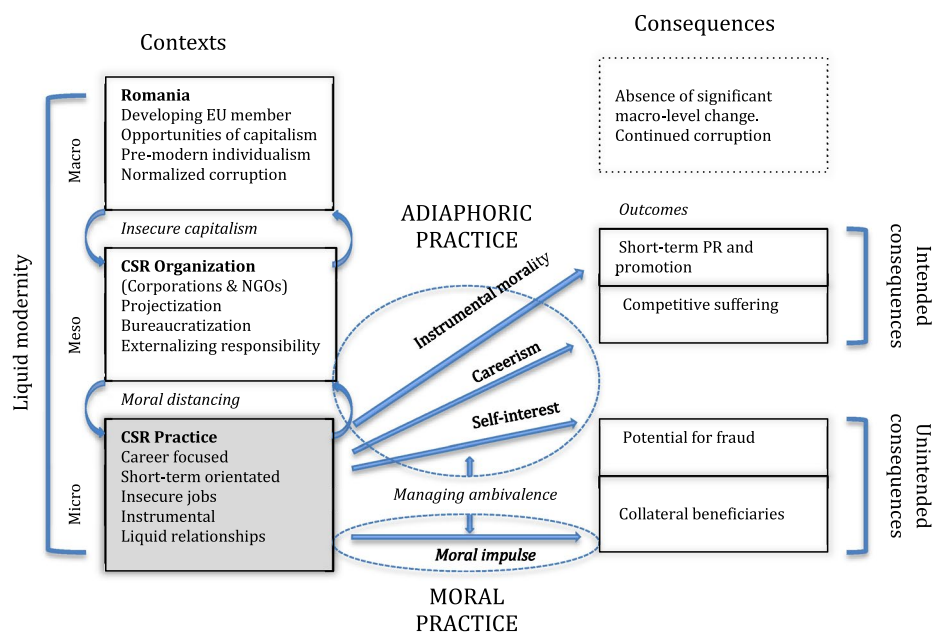 Contexts
Consequences
Liquid modernity
Macro
Romania
Developing EU member
Opportunities of capitalism
Pre-modern individualism
Normalized corruption
Absence of significant
macro-level change.
Continued corruption
Insecure capitalism
Meso
CSR Organization
(Corporations & NGOs)
Projectization
Bureaucratization
Externalizing responsibility
Moral distancing
Micro
CSR Practice
Career focused
Short-term orientated
Insecure jobs
Instrumental
Liquid relationships
ADIAPHORIC
PRACTICE
Instrumental morality
Careerism
Self-interest
Managing ambivalence
Moral impulse
MORAL
PRACTICE
Outcomes
Short-term PR and
promotion
Competitive suffering
Intended
consequences
Potential for fraud
Collateral beneficiaries
Unintended
consequences